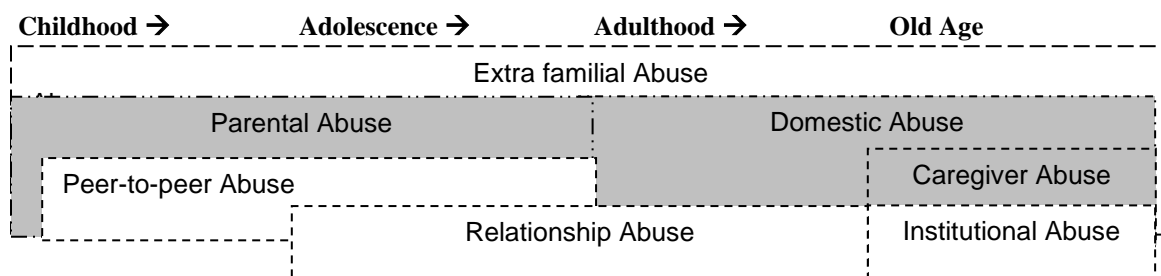 Childhood → Adolescence → Adulthood → Old Age
Extra familial Abuse
Parental Abuse Domestic Abuse
Peer-to-peer Abuse Caregiver Abuse
Relationship Abuse Institutional Abuse